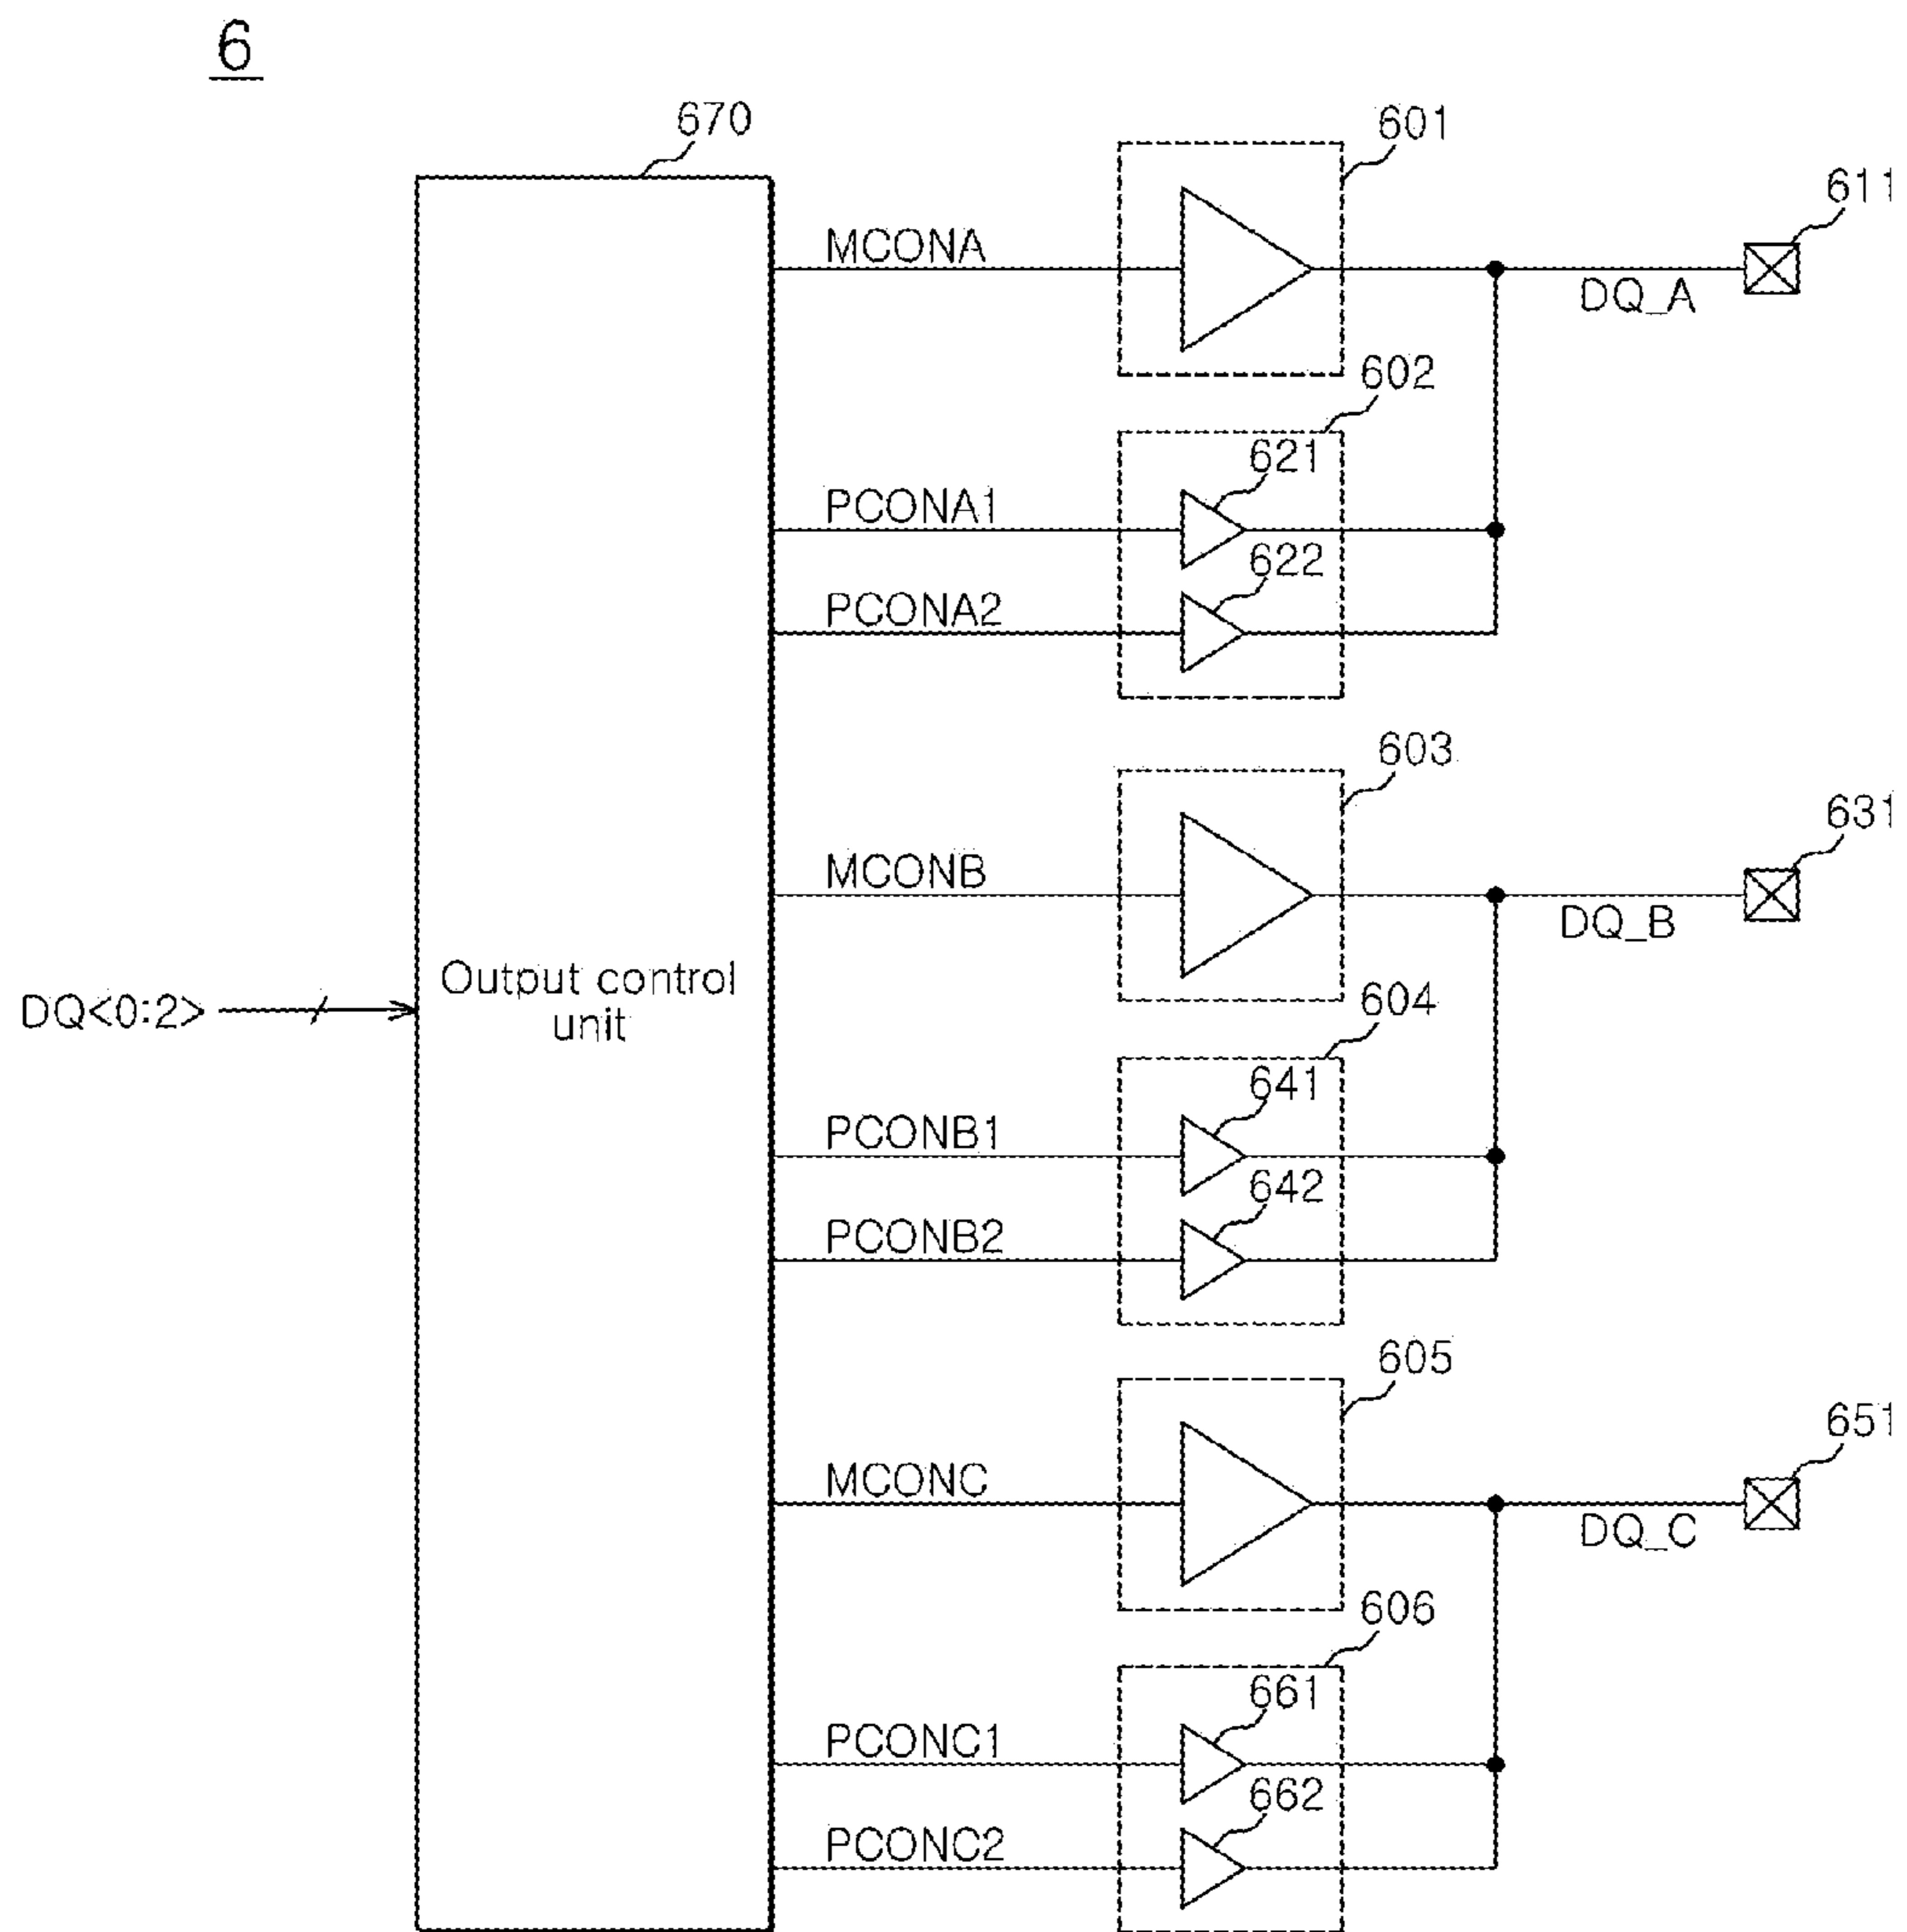 6
670
601
611
MCONA
DQ_A
602
621
PCONA1
622
PCONA2
603
631
MCONB
DQ_B
Output control
unit
DQ<0:2>
604
641
PCONB1
642
PCONB2
605
651
MCONC
DQ_C
606
661
PCONC1
662
PCONC2